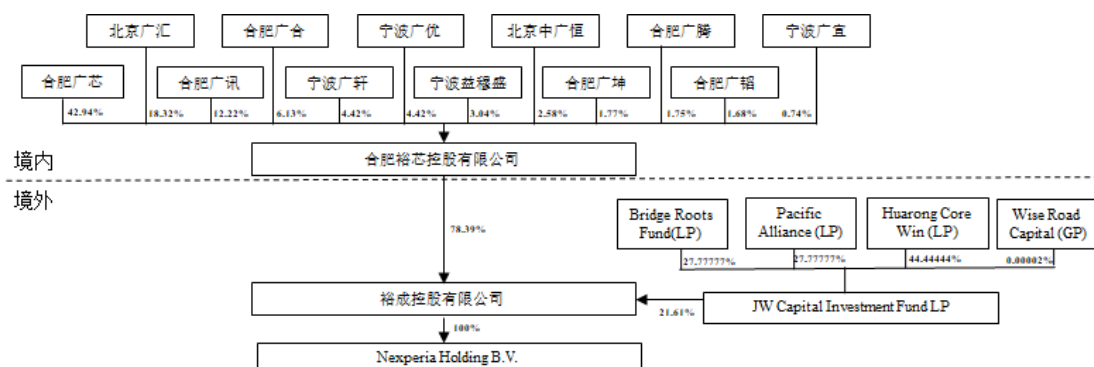 北京广汇
合肥广合
宁波广优
北京中广恒
合肥广腾
宁波广宜
合肥广芯
合肥广讯
宁波广轩
宁波益穆盛
合肥广坤
合肥广韬
42.94%
18.32%
12.22%
6.13%
4.42%
4.42%
3.04%
2.58%
1.77%
1.75%
1.68%
0.74%
合肥裕芯控股有限公司
境内
境外
78.39%
Bridge Roots
Fund(LP)
Pacific
Alliance (LP)
Huarong Core
Win (LP)
Wise Road
Capital (GP)
27.77777%
27.77777%
44.44444%
0.00002%
裕成控股有限公司
21.61%
JW Capital Investment Fund LP
100%
Nexperia Holding B.V.